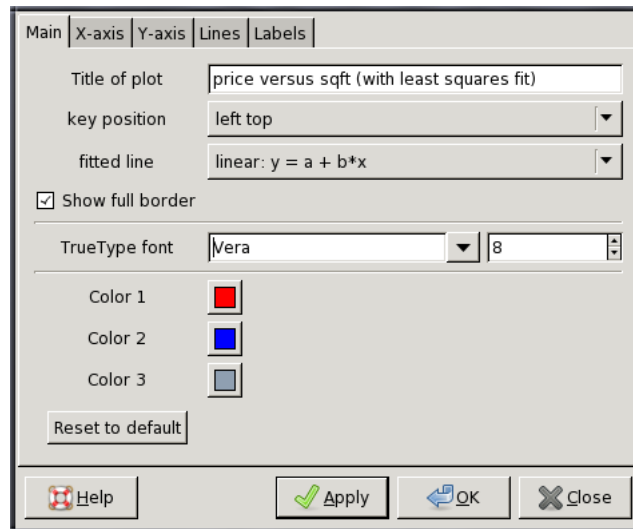 Main X-axis Y-axis Lines Labels
Title of plot price versus sqft (with least squares fit)
key position left top
fitted line linear: y = a + b*x
Show full border
TrueType font Vera 8
Color 1
Color 2
Color 3
Reset to default
Help Apply OK Close